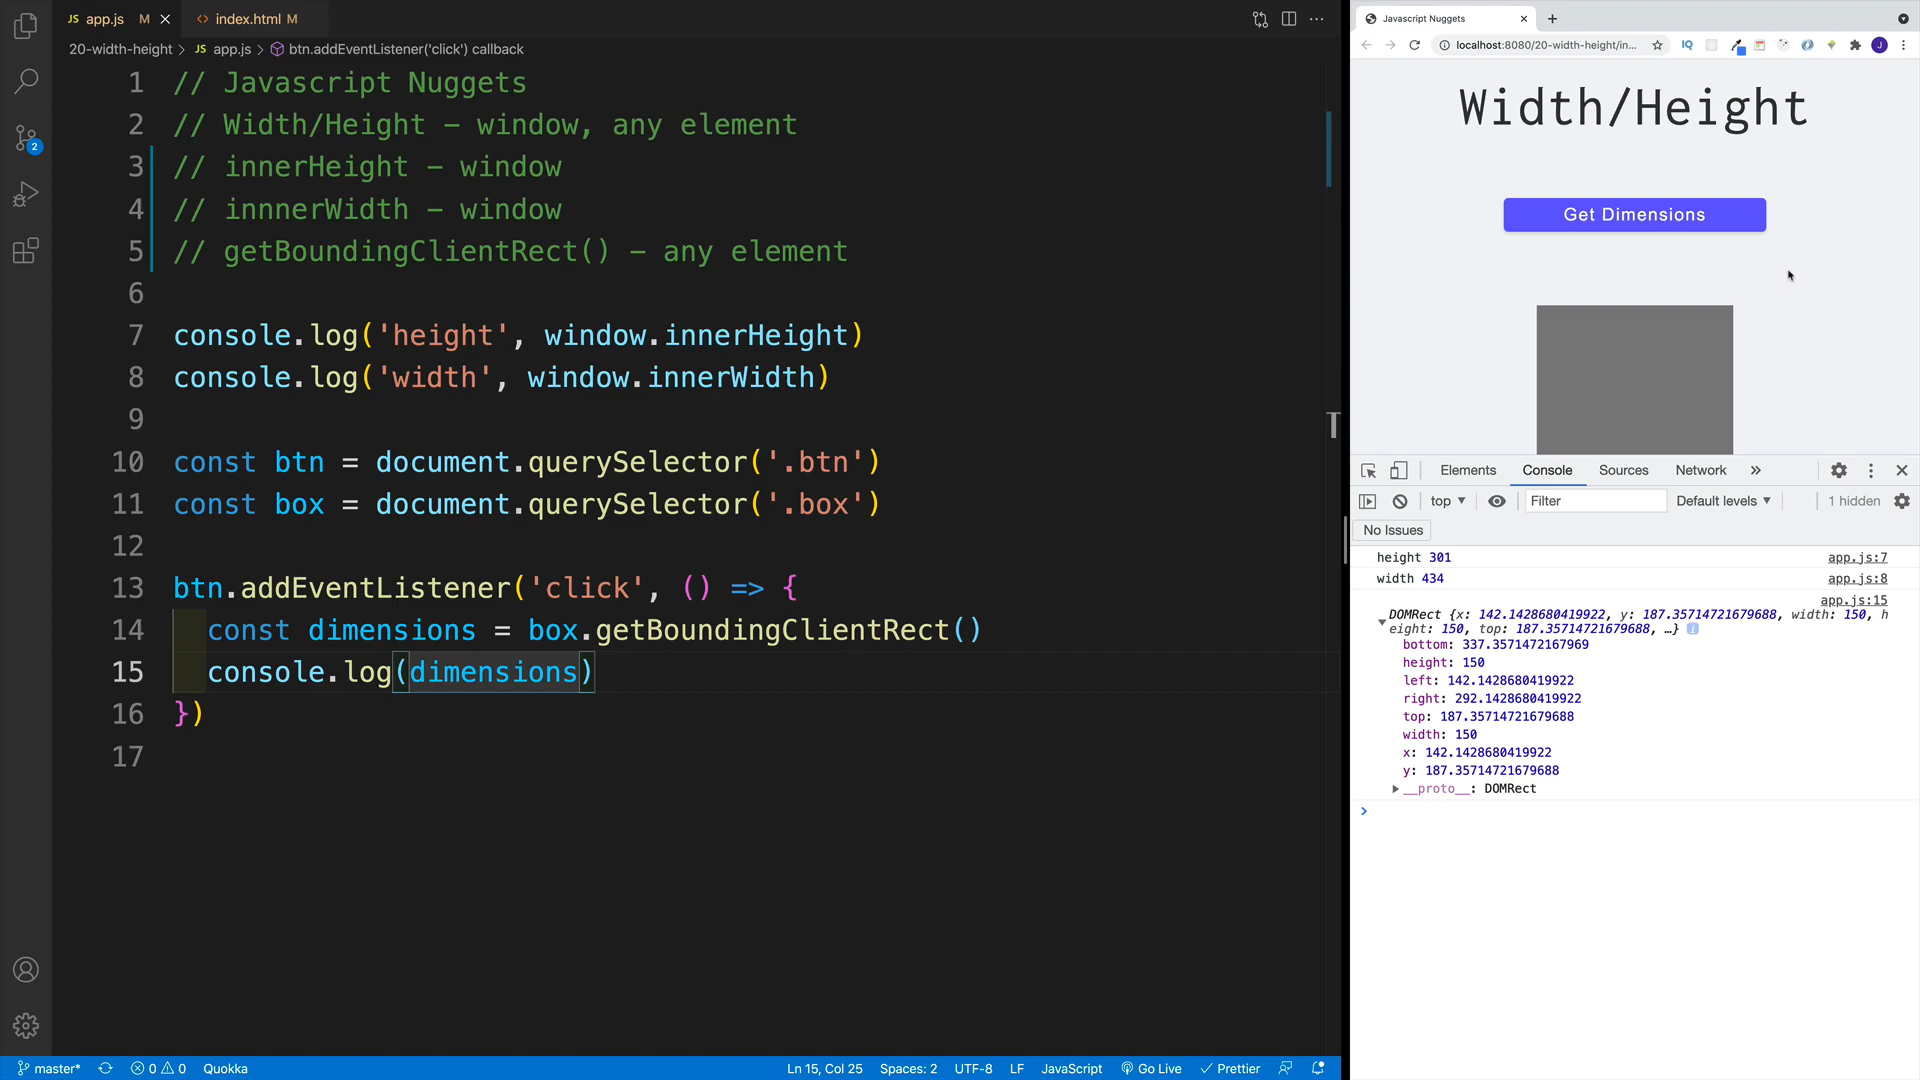 JS app.js M
<> index.html M
20-width-height > JS app.js > btn.addEventListener('click') callback
1 // Javascript Nuggets
2 // Width/Height – window, any element
3 // innerHeight – window
4 // innnerWidth – window
5 // getBoundingClientRect() – any element
6
7 console.log('height', window.innerHeight)
8 console.log('width', window.innerWidth)
9
10 const btn = document.querySelector('.btn')
11 const box = document.querySelector('.box')
12
13 btn.addEventListener('click', () => {
14 const dimensions = box.getBoundingClientRect()
15 console.log(dimensions)
16 })
17
2
master* 0 0 Quokka
Ln 15, Col 25 Spaces: 2 UTF-8 LF JavaScript Go Live Prettier
Javascript Nuggets
localhost:8080/20-width-height/in...
IQ
J
Width/Height
Get Dimensions
Elements Console Sources Network »
top Filter Default levels 1 hidden
No Issues
height 301 app.js:7
width 434 app.js:8
app.js:15
DOMRect {x: 142.1428680419922, y: 187.35714721679688, width: 150, h
eight: 150, top: 187.35714721679688, …} i
bottom: 337.3571472167969
height: 150
left: 142.1428680419922
right: 292.1428680419922
top: 187.35714721679688
width: 150
x: 142.1428680419922
y: 187.35714721679688
__proto__: DOMRect